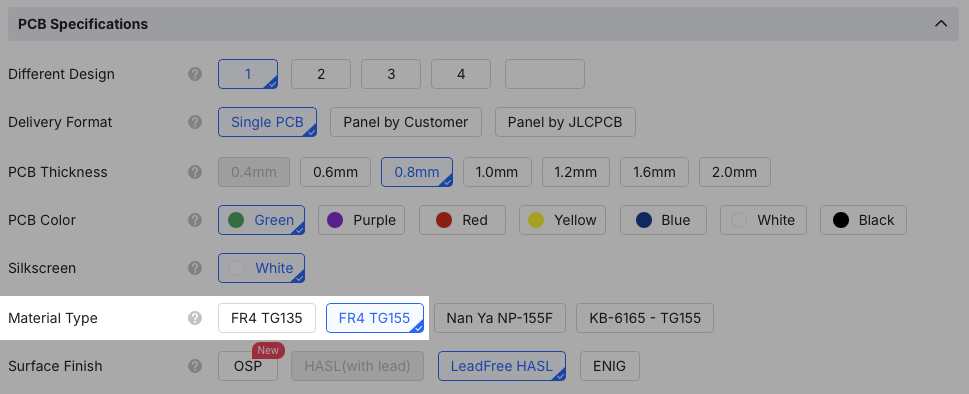 PCB Specifications
Different Design ? 1 2 3 4
Delivery Format ? Single PCB Panel by Customer Panel by JLCPCB
PCB Thickness ? 0.4mm 0.6mm 0.8mm 1.0mm 1.2mm 1.6mm 2.0mm
PCB Color ? Green Purple Red Yellow Blue White Black
Silkscreen ? White
Material Type ? FR4 TG135 FR4 TG155 Nan Ya NP-155F KB-6165 - TG155
New
Surface Finish ? OSP HASL(with lead) LeadFree HASL ENIG